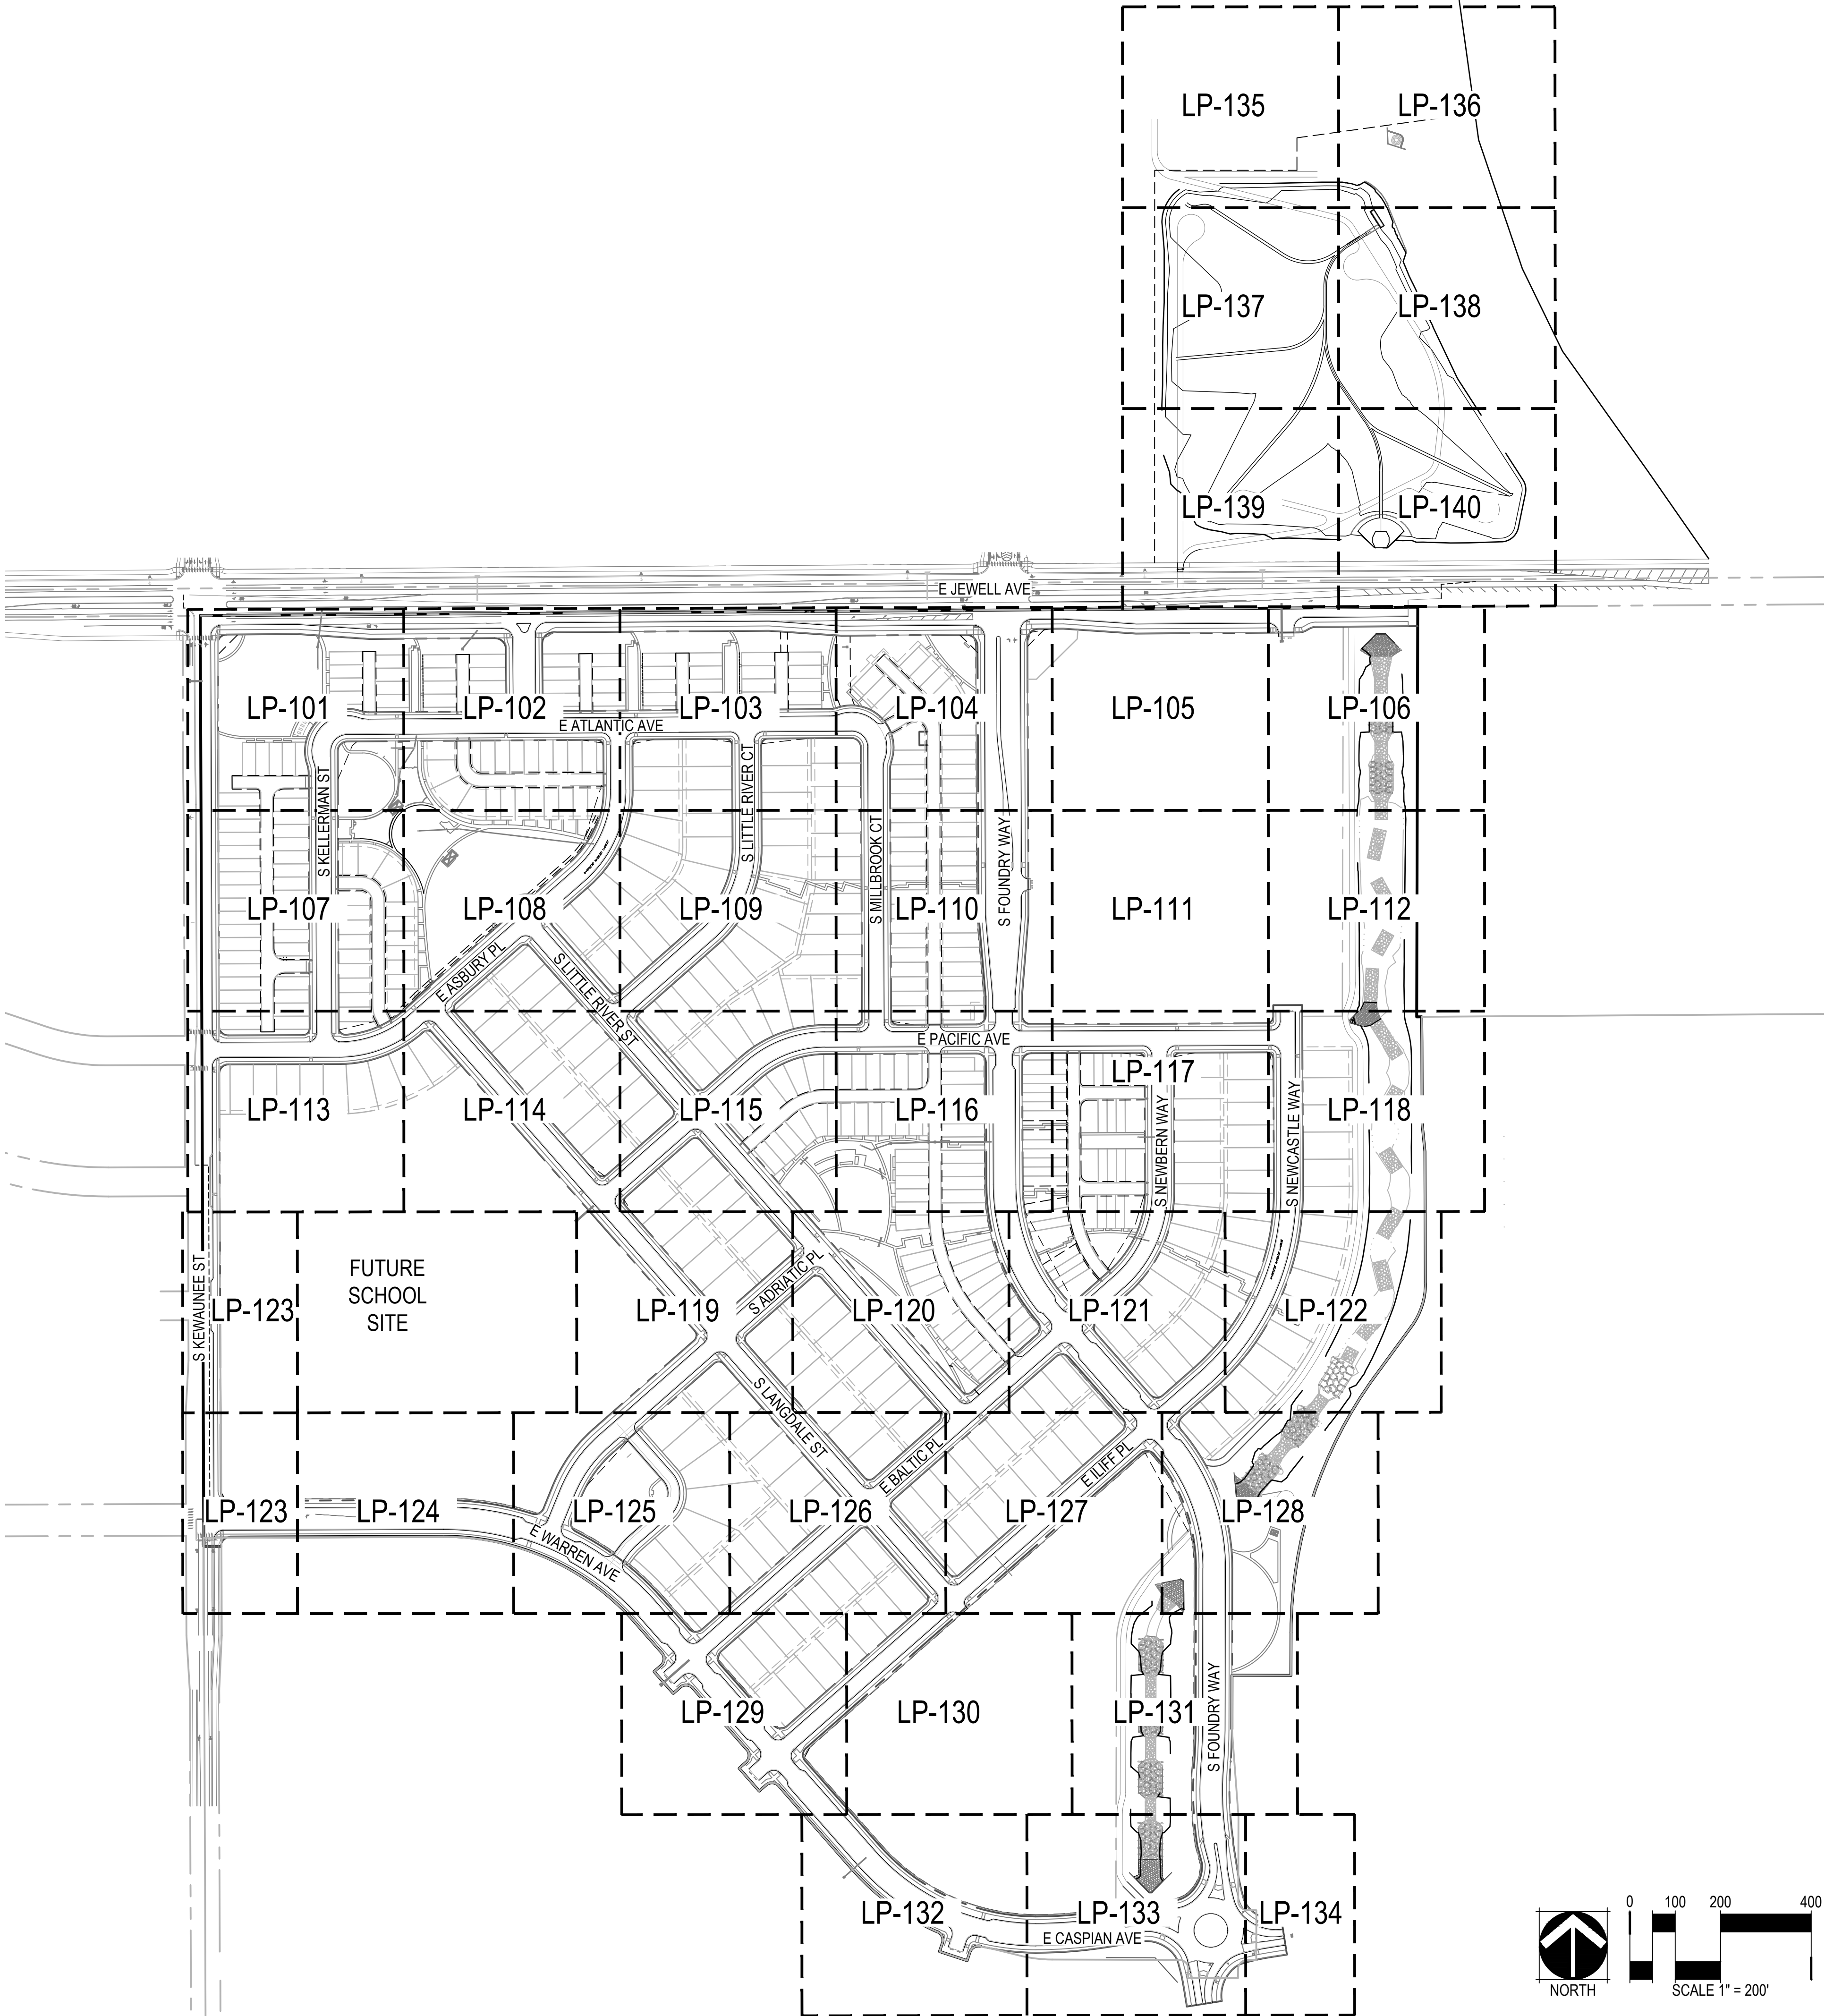 LP-135
LP-136
LP-137
LP-138
LP-139
LP-140
E JEWELL AVE
LP-101
LP-102
LP-103
LP-104
LP-105
LP-106
E ATLANTIC AVE
S KELLERMAN ST
S LITTLE RIVER CT
S MILLBROOK CT
S FOUNDRY WAY
LP-107
LP-108
LP-109
LP-110
LP-111
LP-112
E ASBURY PL
S LITTLE RIVER ST
E PACIFIC AVE
LP-113
LP-114
LP-115
LP-116
LP-117
LP-118
S NEWBERN WAY
S NEWCASTLE WAY
S KEWAUNEE ST
LP-123
FUTURE
SCHOOL
SITE
LP-119
S ADRIATIC PL
LP-120
LP-121
LP-122
S LANGDALE ST
E BALTIC PL
E ILIFF PL
LP-123
LP-124
LP-125
LP-126
LP-127
LP-128
E WARREN AVE
LP-129
LP-130
LP-131
S FOUNDRY WAY
LP-132
LP-133
LP-134
E CASPIAN AVE
0 100 200 400
NORTH
SCALE 1" = 200'